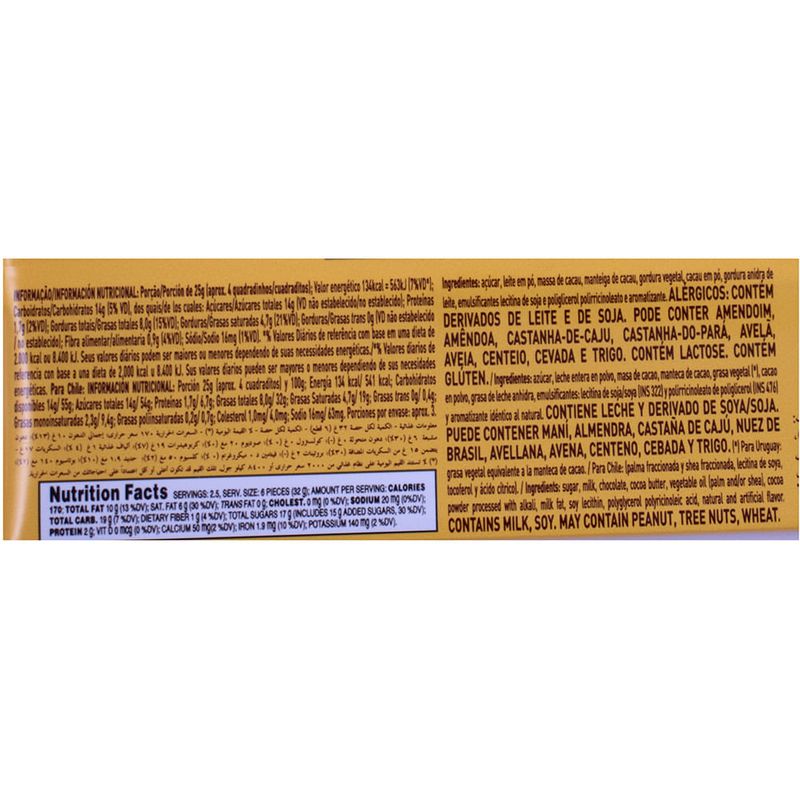 INFORMAÇÃO/INFORMACIÓN NUTRICIONAL: Porção/Porción de 25g (aprox. 4 quadradinhos/cuadraditos); Valor energético 134kcal = 563kJ (7%VD*);
Carboidratos/Carbohidratos 14g (5% VD), dos quais/de los cuales: Açúcares/Azúcares totales 14g (VD não estabelecido/no establecido); Proteínas
1,7g (2%VD); Gorduras totais/Grasas totales 8,0g (15%VD); Gorduras/Grasas saturadas 4,7g (21%VD); Gorduras/Grasas trans 0g (VD não estabelecido
/no establecido); Fibra alimentar/alimentaria 0,9g (4%VD); Sódio/Sodio 16mg (1%VD). *% Valores Diários de referência com base em uma dieta de
2.000 kcal ou 8.400 kJ. Seus valores diários podem ser maiores ou menores dependendo de suas necessidades energéticas./*% Valores diarios de
referencia con base a una dieta de 2,000 kcal u 8.400 kJ. Sus valores diarios pueden ser mayores o menores dependiendo de sus necesidades
energéticas. Para Chile: INFORMACIÓN NUTRICIONAL: Porción 25g (aprox. 4 cuadraditos) y 100g; Energía 134 kcal/ 541 kcal; Carbohidratos
disponibles 14g/ 55g; Azúcares totales 14g/ 54g; Proteínas 1,7g/ 6,7g; Grasas totales 8,0g/ 32g; Grasas Saturadas 4,7g/ 19g; Grasas trans 0g/ 0,4g;
Grasas monoinsaturadas 2,3g/ 9,4g; Grasas poliinsaturadas 0,2g/ 0,7g; Colesterol 1,0mg/ 4,0mg; Sodio 16mg/ 63mg. Porciones por envase: aprox. 3.
Nutrition Facts SERVINGS: 2.5, SERV. SIZE: 6 PIECES (32 g); AMOUNT PER SERVING: CALORIES
170; TOTAL FAT 10 g (13 %DV); SAT. FAT 6 g (30 %DV); TRANS FAT 0 g; CHOLEST. 0 mg (0 %DV); SODIUM 20 mg (0%DV);
TOTAL CARB. 19 g (7 %DV); DIETARY FIBER 1 g (4 %DV); TOTAL SUGARS 17 g (INCLUDES 15 g ADDED SUGARS, 30 %DV);
PROTEIN 2 g; VIT D 0 mcg (0 %DV); CALCIUM 50 mg(2 %DV); IRON 1.9 mg (10 %DV); POTASSIUM 140 mg (2 %DV).
Ingredientes: açúcar, leite em pó, massa de cacau, manteiga de cacau, gordura vegetal, cacau em pó, gordura anidra de
leite, emulsificantes lecitina de soja e poliglicerol polirricinoleato e aromatizante. ALÉRGICOS: CONTÉM
DERIVADOS DE LEITE E DE SOJA. PODE CONTER AMENDOIM,
AMÊNDOA, CASTANHA-DE-CAJU, CASTANHA-DO-PARÁ, AVELÃ,
AVEIA, CENTEIO, CEVADA E TRIGO. CONTÉM LACTOSE. CONTÉM
GLÚTEN. / Ingredientes: azúcar, leche entera en polvo, masa de cacao, manteca de cacao, grasa vegetal (*), cacao
en polvo, grasa de leche anhidra, emulsificantes: lecitina de soja/soya (INS 322) y polirricinoleato de poliglicerol (INS 476)
y aromatizante idéntico al natural. CONTIENE LECHE Y DERIVADO DE SOYA/SOJA.
PUEDE CONTENER MANÍ, ALMENDRA, CASTAÑA DE CAJÚ, NUEZ DE
BRASIL, AVELLANA, AVENA, CENTENO, CEBADA Y TRIGO. (*) Para Uruguay:
grasa vegetal equivalente a la manteca de cacao. / Para Chile: (palma fraccionada y shea fraccionada, lecitina de soya,
tocoferol y ácido cítrico). / Ingredients: sugar, milk, chocolate, cocoa butter, vegetable oil (palm and/or shea), cocoa
powder processed with alkali, milk fat, soy lecithin, polyglycerol polyricinoleic acid, natural and artificial flavor.
CONTAINS MILK, SOY. MAY CONTAIN PEANUT, TREE NUTS, WHEAT.